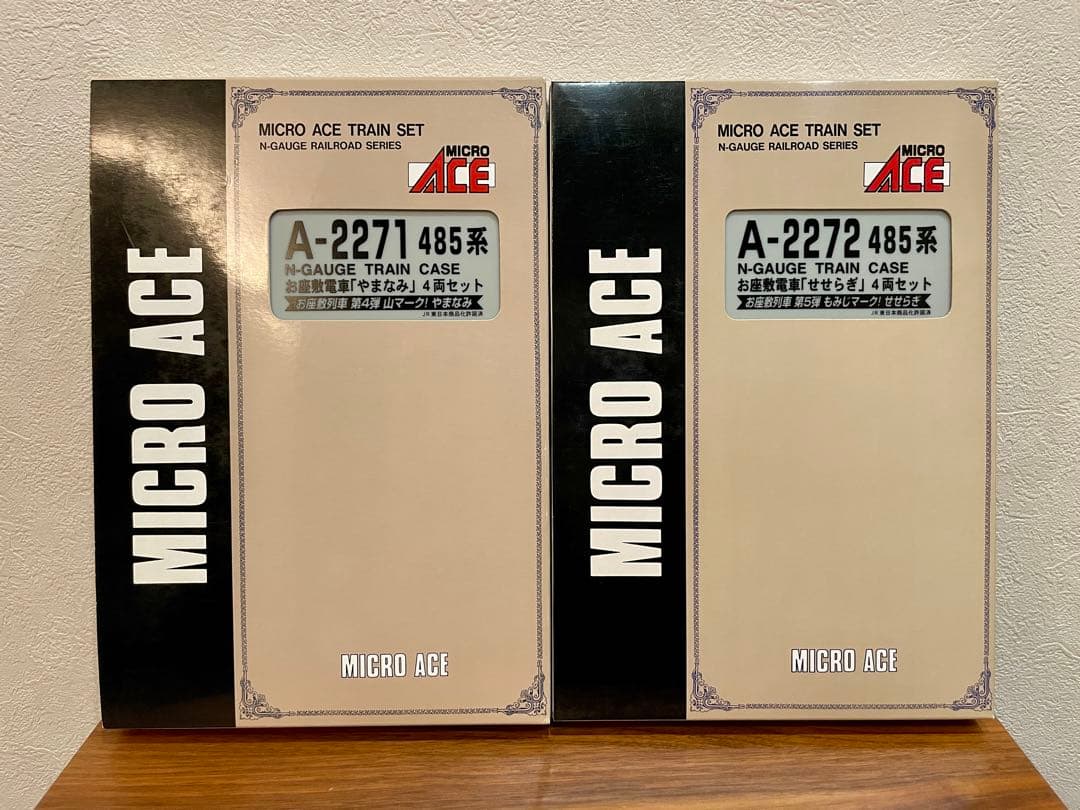 MICRO ACE
MICRO ACE TRAIN SET
N-GAUGE RAILROAD SERIES
MICRO
ACE
A-2271 485系
N-GAUGE TRAIN CASE
お座敷電車「やまなみ」4両セット
お座敷列車 第4弾 山マーク! やまなみ
JR東日本商品化許諾済
MICRO ACE
MICRO ACE
MICRO ACE TRAIN SET
N-GAUGE RAILROAD SERIES
MICRO
ACE
A-2272 485系
N-GAUGE TRAIN CASE
お座敷電車「せせらぎ」4両セット
お座敷列車 第5弾 もみじマーク! せせらぎ
JR東日本商品化許諾済
MICRO ACE